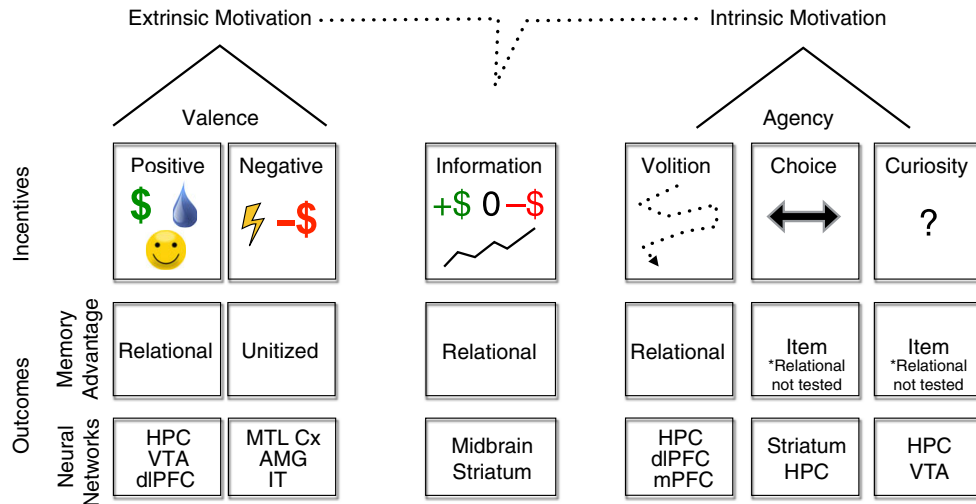 Extrinsic Motivation
Intrinsic Motivation
Valence
Agency
Incentives
Positive
$
Negative
–$
Information
+$ 0 –$
Volition
Choice
Curiosity
?
Outcomes
Memory
Advantage
Relational
Unitized
Relational
Relational
Item
*Relational
not tested
Item
*Relational
not tested
Neural
Networks
HPC
VTA
dlPFC
MTL Cx
AMG
IT
Midbrain
Striatum
HPC
dlPFC
mPFC
Striatum
HPC
HPC
VTA